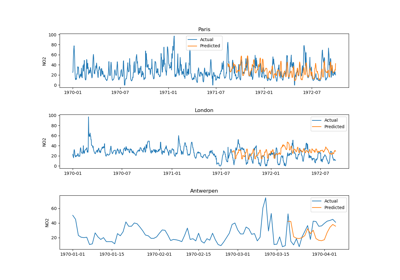 Paris
100
80
60
40
20
0
NO2
Actual
Predicted
1970-01
1970-07
1971-01
1971-07
1972-01
1972-07
London
100
80
60
40
20
0
NO2
Actual
Predicted
1970-01
1970-07
1971-01
1971-07
1972-01
1972-07
Antwerpen
60
40
20
NO2
Actual
Predicted
1970-01-01
1970-01-15
1970-02-01
1970-02-15
1970-03-01
1970-03-15
1970-04-01